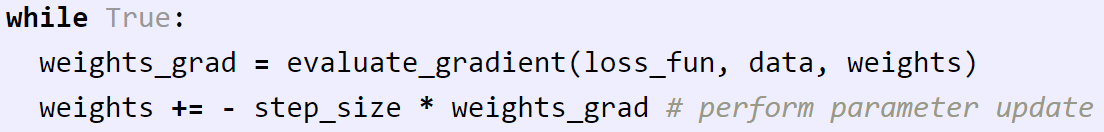 while True:
  weights_grad = evaluate_gradient(loss_fun, data, weights)
  weights += - step_size * weights_grad # perform parameter update